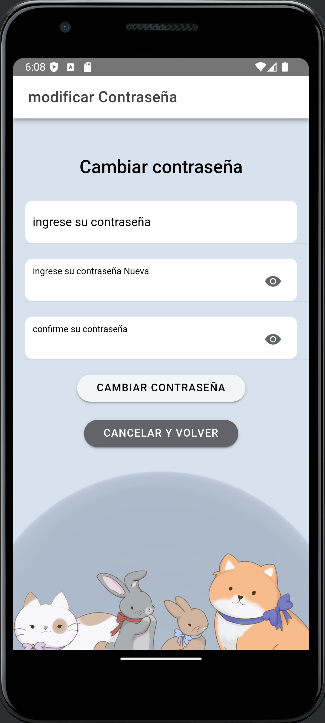 6:08
modificar Contraseña
Cambiar contraseña
ingrese su contraseña
ingrese su contraseña Nueva
confirme su contraseña
CAMBIAR CONTRASEÑA
CANCELAR Y VOLVER